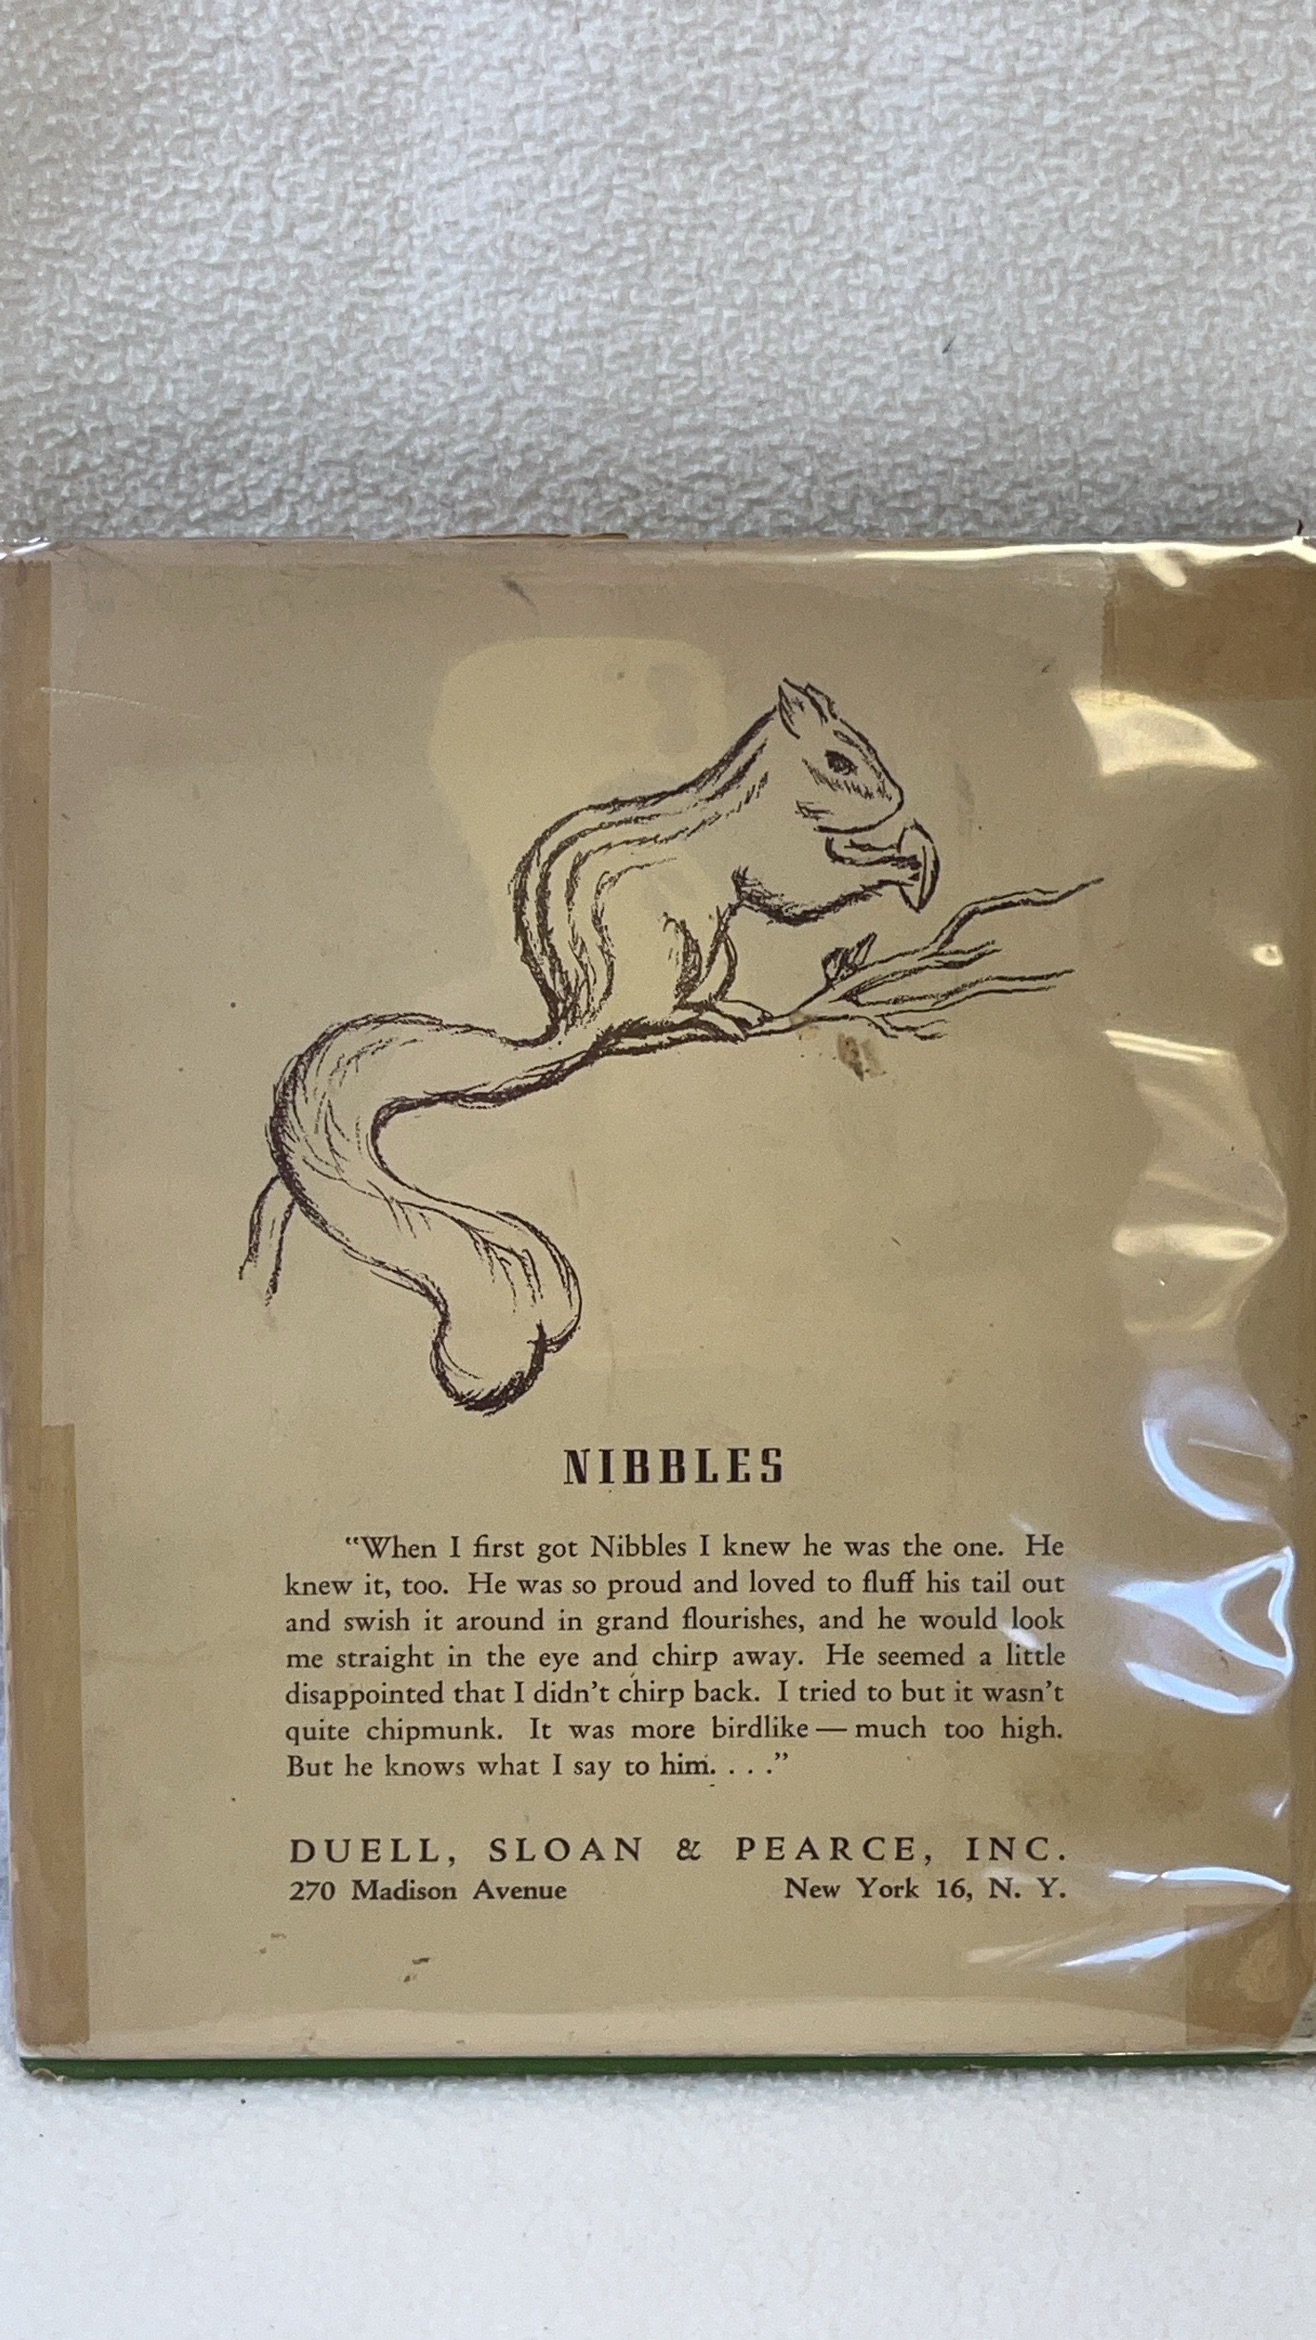 NIBBLES
“When I first got Nibbles I knew he was the one. He
knew it, too. He was so proud and loved to fluff his tail out
and swish it around in grand flourishes, and he would look
me straight in the eye and chirp away. He seemed a little
disappointed that I didn’t chirp back. I tried to but it wasn’t
quite chipmunk. It was more birdlike — much too high.
But he knows what I say to him. . . .”
DUELL, SLOAN & PEARCE, INC.
270 Madison Avenue New York 16, N. Y.